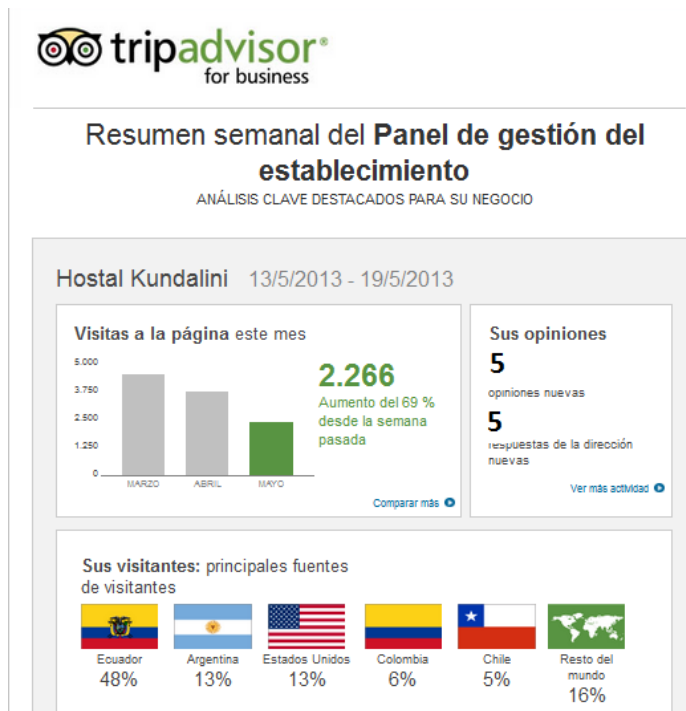 tripadvisor®
for business
Resumen semanal del Panel de gestión del
establecimiento
ANÁLISIS CLAVE DESTACADOS PARA SU NEGOCIO
Hostal Kundalini 13/5/2013 - 19/5/2013
Visitas a la página este mes
5.000
3.750
2.500
1.250
0
MARZO ABRIL MAYO
2.266
Aumento del 69 %
desde la semana
pasada
Comparar más
Sus opiniones
5
opiniones nuevas
5
respuestas de la dirección
nuevas
Ver más actividad
Sus visitantes: principales fuentes
de visitantes
Ecuador
48%
Argentina
13%
Estados Unidos
13%
Colombia
6%
Chile
5%
Resto del
mundo
16%